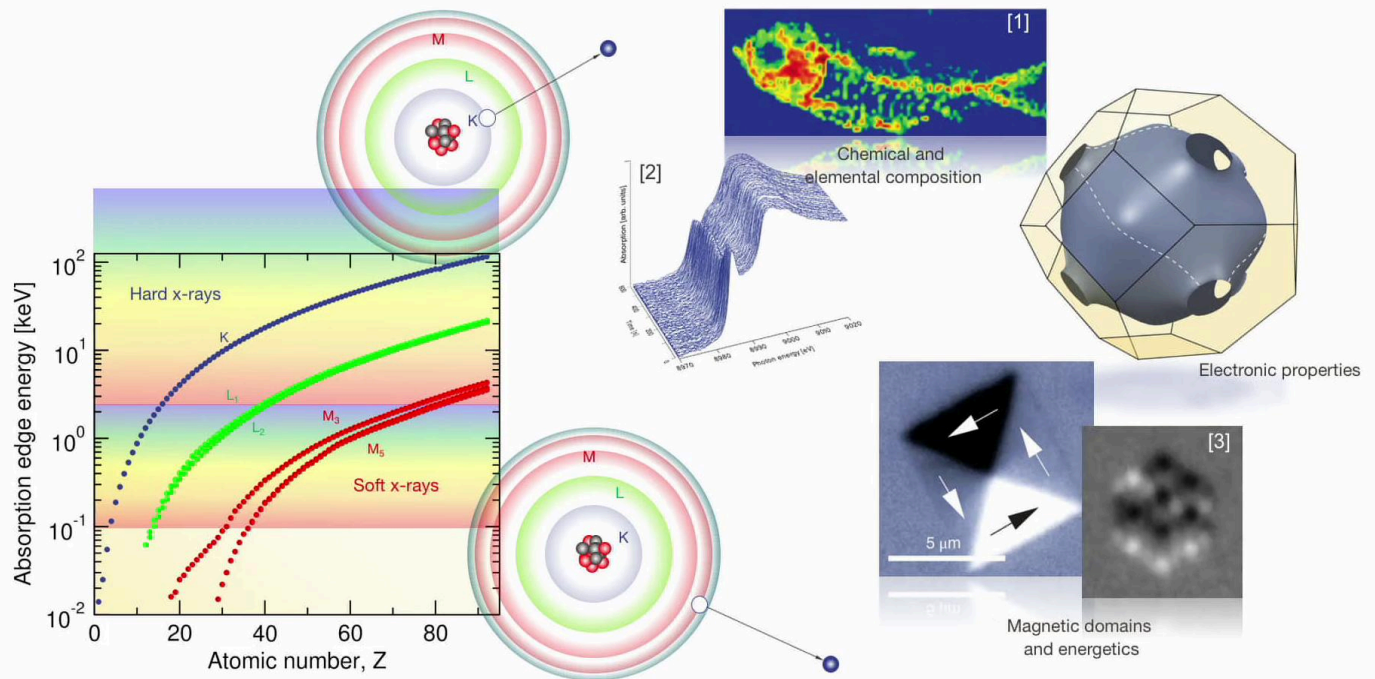 M
L
K
[1]
Chemical and
elemental composition
[2]
Absorption [arb. units]
Time [s]
8970
8980
8990
9000
9010
9020
Photon energy [eV]
Electronic properties
10²
10¹
10⁰
10⁻¹
10⁻²
Absorption edge energy [keV]
Hard x-rays
K
L₁
L₂
M₃
M₅
Soft x-rays
0
20
40
60
80
Atomic number, Z
M
L
K
5 µm
[3]
Magnetic domains
and energetics